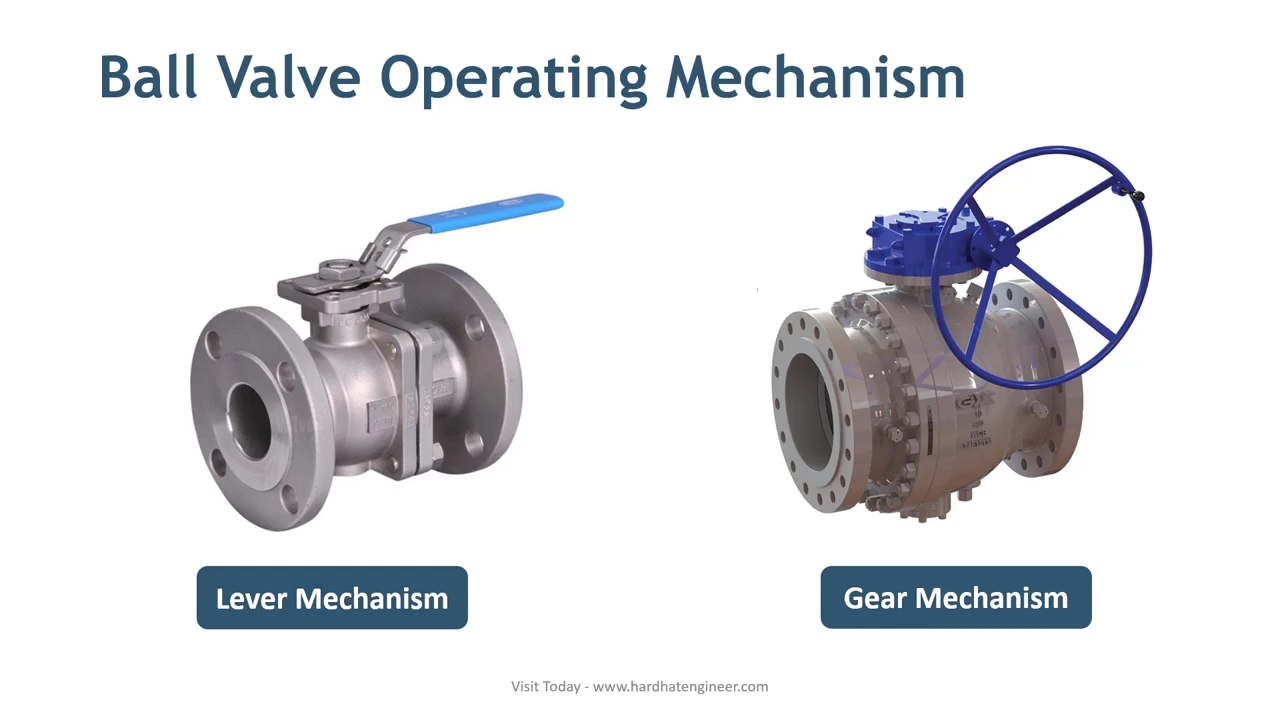 Ball Valve Operating Mechanism
Lever Mechanism
Gear Mechanism
Visit Today - www.hardhatengineer.com